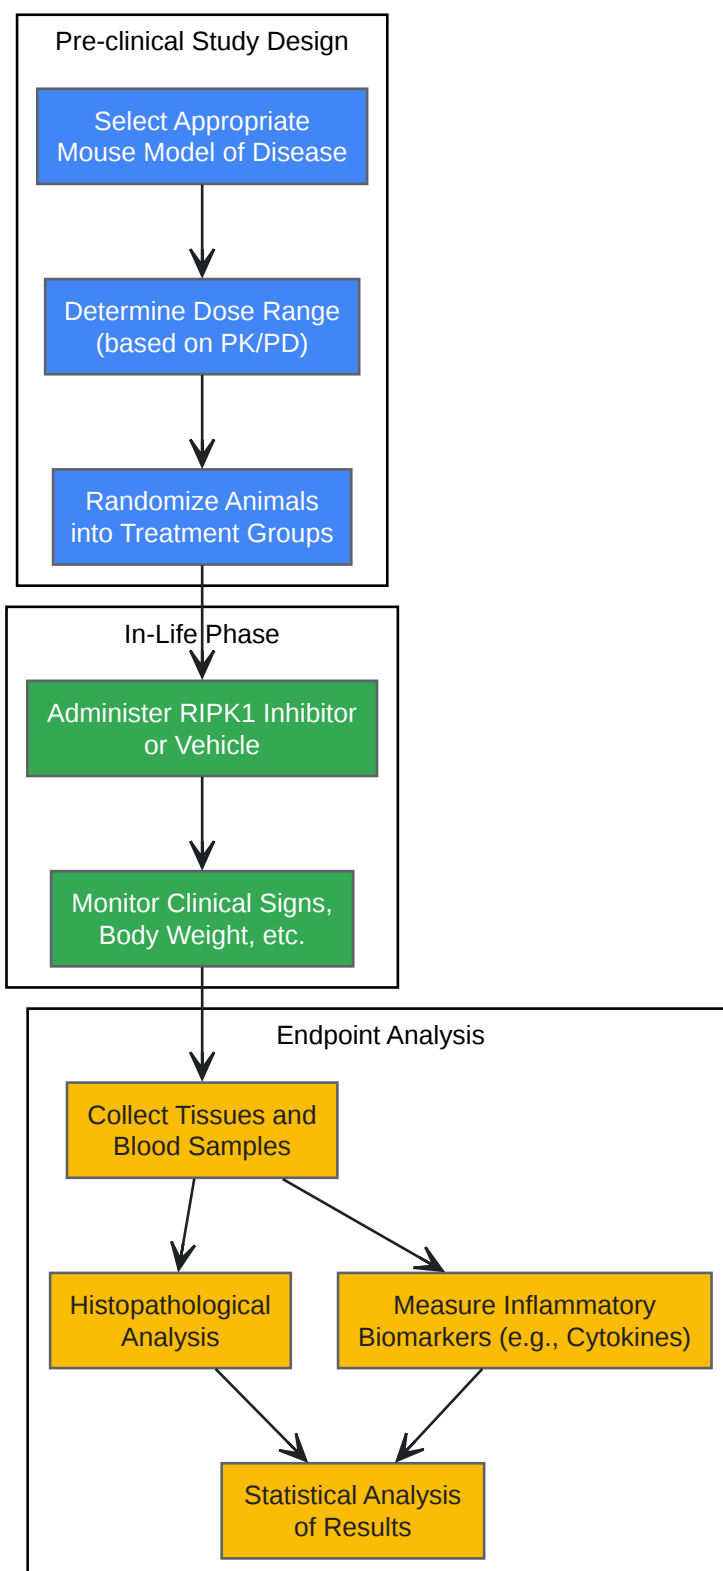 Pre-clinical Study Design
Select Appropriate
Mouse Model of Disease
Determine Dose Range
(based on PK/PD)
Randomize Animals
into Treatment Groups
In-Life Phase
Administer RIPK1 Inhibitor
or Vehicle
Monitor Clinical Signs,
Body Weight, etc.
Endpoint Analysis
Collect Tissues and
Blood Samples
Histopathological
Analysis
Measure Inflammatory
Biomarkers (e.g., Cytokines)
Statistical Analysis
of Results